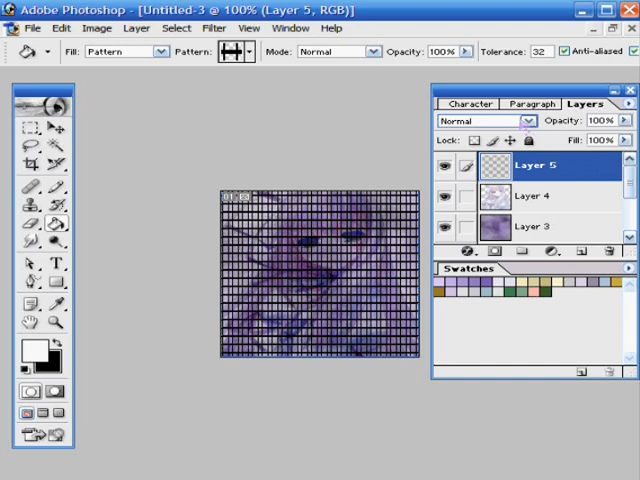 Adobe Photoshop - [Untitled-3 @ 100% (Layer 5, RGB)]
File Edit Image Layer Select Filter View Window Help
Fill: Pattern Pattern: Mode: Normal Opacity: 100% Tolerance: 32 Anti-aliased
Character Paragraph Layers
Normal Opacity: 100%
Lock: Fill: 100%
Layer 5
Layer 4
Layer 3
Swatches